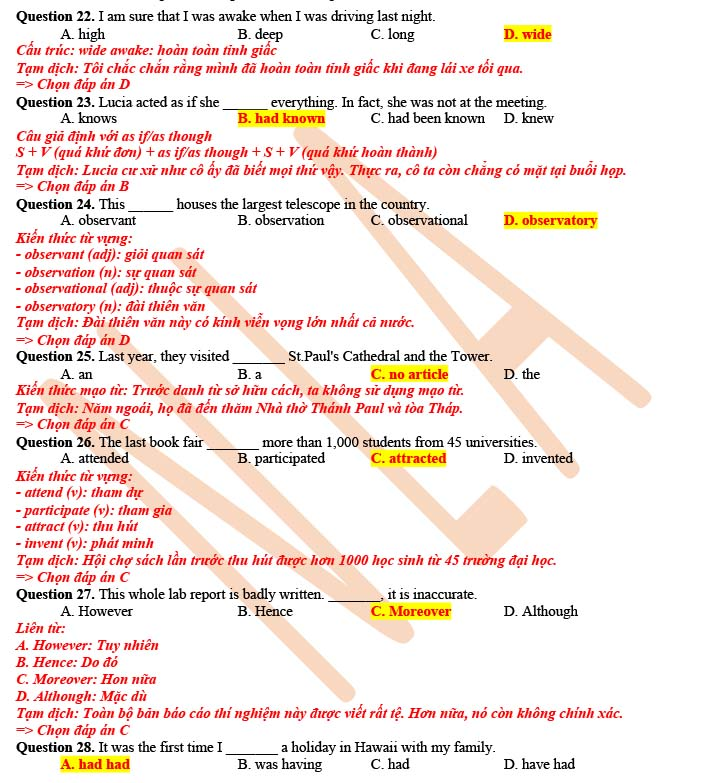 Question 22. I am sure that I was awake when I was driving last night.
A. high B. deep C. long D. wide
Cấu trúc: wide awake: hoàn toàn tỉnh giấc
Tạm dịch: Tôi chắc chắn rằng mình đã hoàn toàn tỉnh giấc khi đang lái xe tối qua.
=> Chọn đáp án D
Question 23. Lucia acted as if she ______ everything. In fact, she was not at the meeting.
A. knows B. had known C. had been known D. knew
Câu giả định với as if/as though
S + V (quá khứ đơn) + as if/as though + S + V (quá khứ hoàn thành)
Tạm dịch: Lucia cư xử như cô ấy đã biết mọi thứ vậy. Thực ra, cô ta còn chẳng có mặt tại buổi họp.
=> Chọn đáp án B
Question 24. This ______ houses the largest telescope in the country.
A. observant B. observation C. observational D. observatory
Kiến thức từ vựng:
- observant (adj): giỏi quan sát
- observation (n): sự quan sát
- observational (adj): thuộc sự quan sát
- observatory (n): đài thiên văn
Tạm dịch: Đài thiên văn này có kính viễn vọng lớn nhất cả nước.
=> Chọn đáp án D
Question 25. Last year, they visited _______ St.Paul's Cathedral and the Tower.
A. an B. a C. no article D. the
Kiến thức mạo từ: Trước danh từ sở hữu cách, ta không sử dụng mạo từ.
Tạm dịch: Năm ngoái, họ đã đến thăm Nhà thờ Thánh Paul và tòa Tháp.
=> Chọn đáp án C
Question 26. The last book fair _______ more than 1,000 students from 45 universities.
A. attended B. participated C. attracted D. invented
Kiến thức từ vựng:
- attend (v): tham dự
- participate (v): tham gia
- attract (v): thu hút
- invent (v): phát minh
Tạm dịch: Hội chợ sách lần trước thu hút được hơn 1000 học sinh từ 45 trường đại học.
=> Chọn đáp án C
Question 27. This whole lab report is badly written. _______, it is inaccurate.
A. However B. Hence C. Moreover D. Although
Liên từ:
A. However: Tuy nhiên
B. Hence: Do đó
C. Moreover: Hơn nữa
D. Although: Mặc dù
Tạm dịch: Toàn bộ bản báo cáo thí nghiệm này được viết rất tệ. Hơn nữa, nó còn không chính xác.
=> Chọn đáp án C
Question 28. It was the first time I _______ a holiday in Hawaii with my family.
A. had had B. was having C. had D. have had